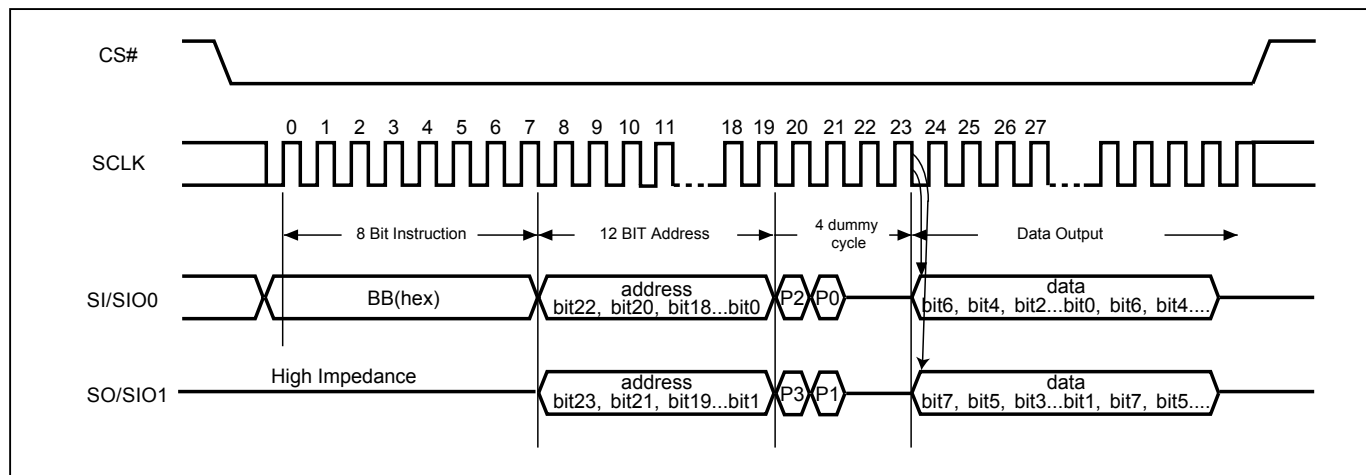 CS#
0 1 2 3 4 5 6 7 8 9 10 11 18 19 20 21 22 23 24 25 26 27
SCLK
8 Bit Instruction
12 BIT Address
4 dummy
cycle
Data Output
SI/SIO0
BB(hex)
address
bit22, bit20, bit18...bit0
P2
P0
data
bit6, bit4, bit2...bit0, bit6, bit4....
High Impedance
SO/SIO1
address
bit23, bit21, bit19...bit1
P3
P1
data
bit7, bit5, bit3...bit1, bit7, bit5....